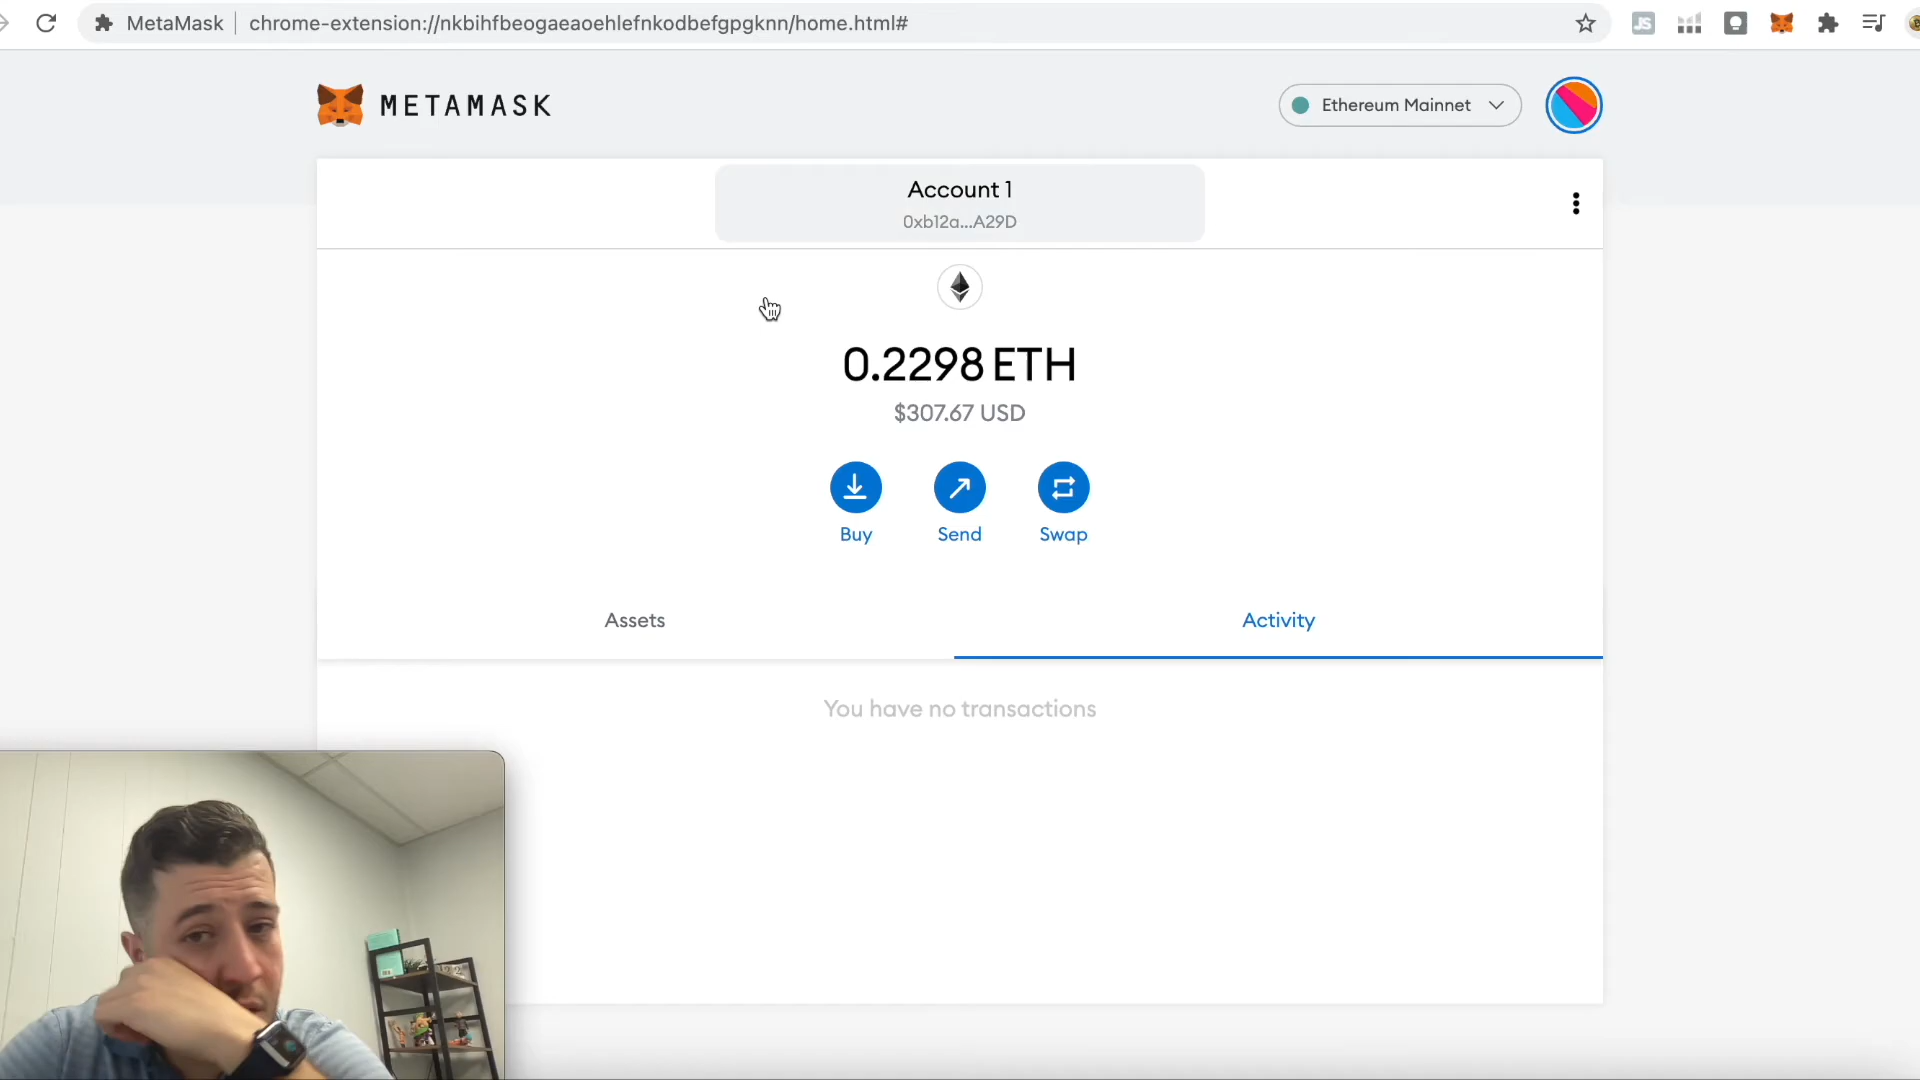 MetaMask chrome-extension://nkbihfbeogaeaoehlefnkodbefgpgknn/home.html#
JS
METAMASK
Ethereum Mainnet
Account 1
0xb12a...A29D
0.2298 ETH
$307.67 USD
Buy Send Swap
Assets Activity
You have no transactions